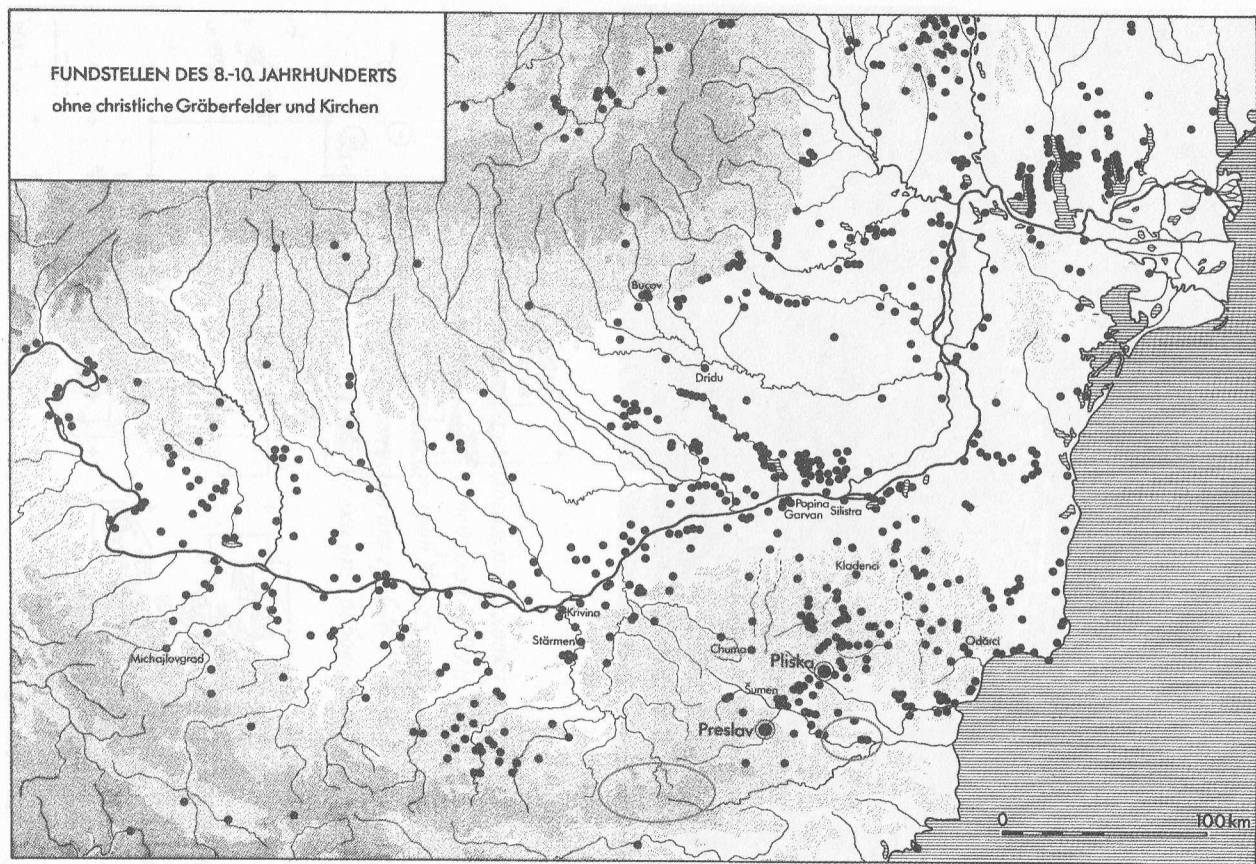 FUNDSTELLEN DES 8.-10. JAHRHUNDERTS
ohne christliche Gräberfelder und Kirchen
Bucov
Dridu
Popina
Garvan
Silistra
Kladenci
Krivina
Stärmen
Chuma
Odărci
Michajlovgrad
Pliska
Šumen
Preslav
0
100 km